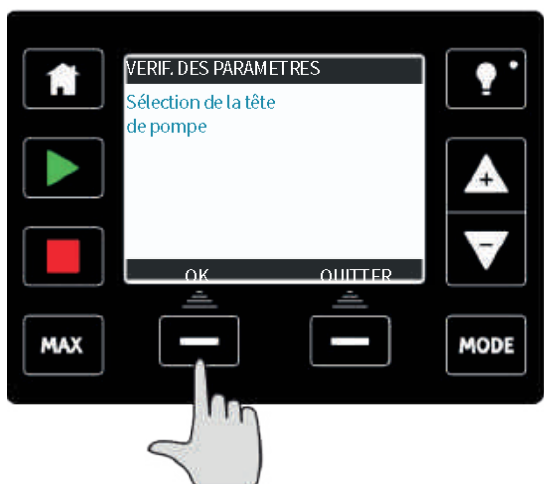 VERIF. DES PARAMETRES
Sélection de la tête
de pompe
OK QUITTER
MAX
MODE